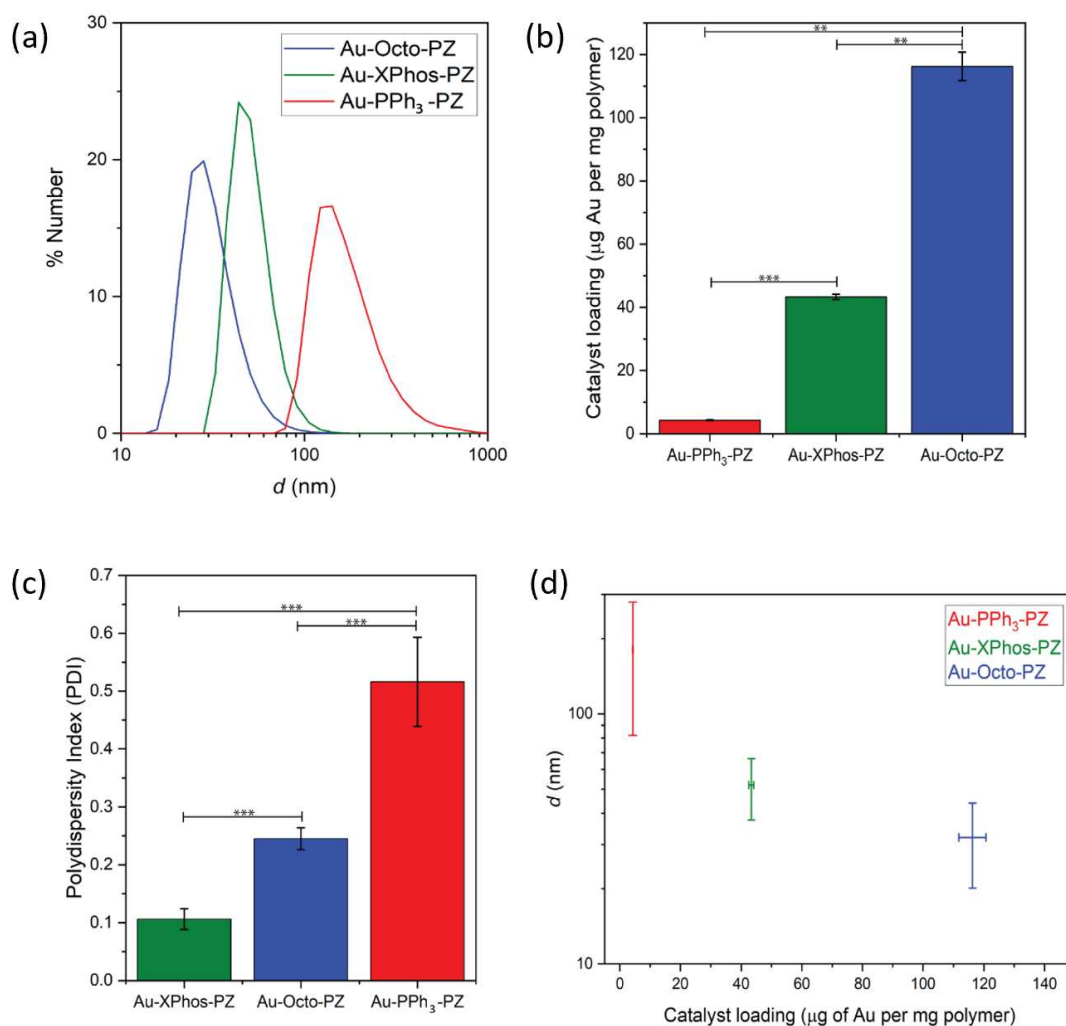 (a)
30
20
10
0
% Number
10
100
1000
d (nm)
Au-Octo-PZ
Au-XPhos-PZ
Au-PPh₃-PZ
(b)
120
100
80
60
40
20
0
Catalyst loading (µg Au per mg polymer)
**
**
***
Au-PPh₃-PZ
Au-XPhos-PZ
Au-Octo-PZ
(c)
0.7
0.6
0.5
0.4
0.3
0.2
0.1
0.0
Polydispersity Index (PDI)
***
***
***
Au-XPhos-PZ
Au-Octo-PZ
Au-PPh₃-PZ
(d)
100
10
d (nm)
Au-PPh₃-PZ
Au-XPhos-PZ
Au-Octo-PZ
0
20
40
60
80
100
120
140
Catalyst loading (µg of Au per mg polymer)